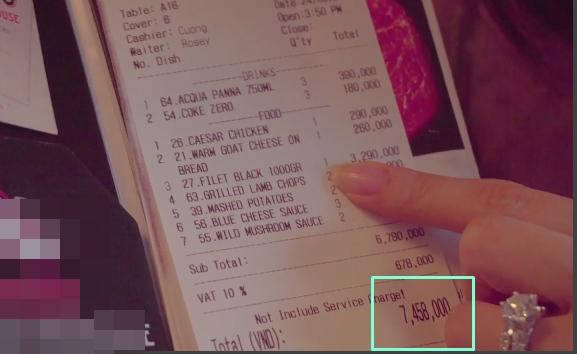 Table: A16
Cover: 6
Open:3:50 PM
Cashier: Cuong
Close:
Waiter: Rosey
Q'ty Total
No. Dish
DRINKS
1 64.ACQUA PANNA 750ML 3 390,000
2 54.COKE ZERO 3 180,000
FOOD
1 26.CAESAR CHICKEN 1 290,000
2 21.WARM GOAT CHEESE ON 1 260,000
BREAD
3 27.FILET BLACK 1000GR 1 3,290,000
4 63.GRILLED LAMB CHOPS 2
5 39.MASHED POTATOES
6 56.BLUE CHEESE SAUCE 3
7 55.WILD MUSHROOM SAUCE 2
Sub Total: 6,780,000
VAT 10 % 678,000
Not Include Service Charge!
Total (VND): 7,458,000